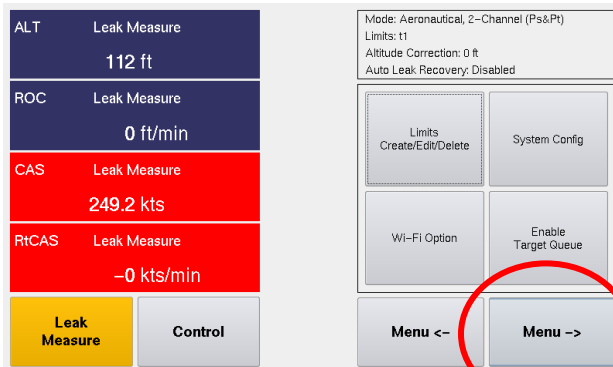 ALT Leak Measure
112 ft
ROC Leak Measure
0 ft/min
CAS Leak Measure
249.2 kts
RtCAS Leak Measure
-0 kts/min
Leak
Measure
Control
Mode: Aeronautical, 2-Channel (Ps&Pt)
Limits: t1
Altitude Correction: 0 ft
Auto Leak Recovery: Disabled
Limits
Create/Edit/Delete
System Config
Wi-Fi Option
Enable
Target Queue
Menu <-
Menu ->